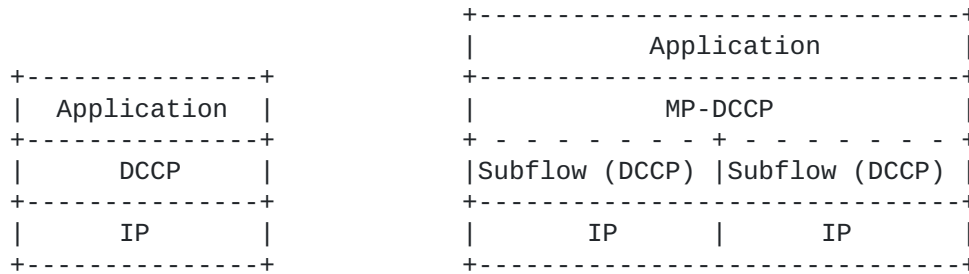 Application
Application
MP-DCCP
DCCP
Subflow (DCCP) Subflow (DCCP)
IP
IP IP